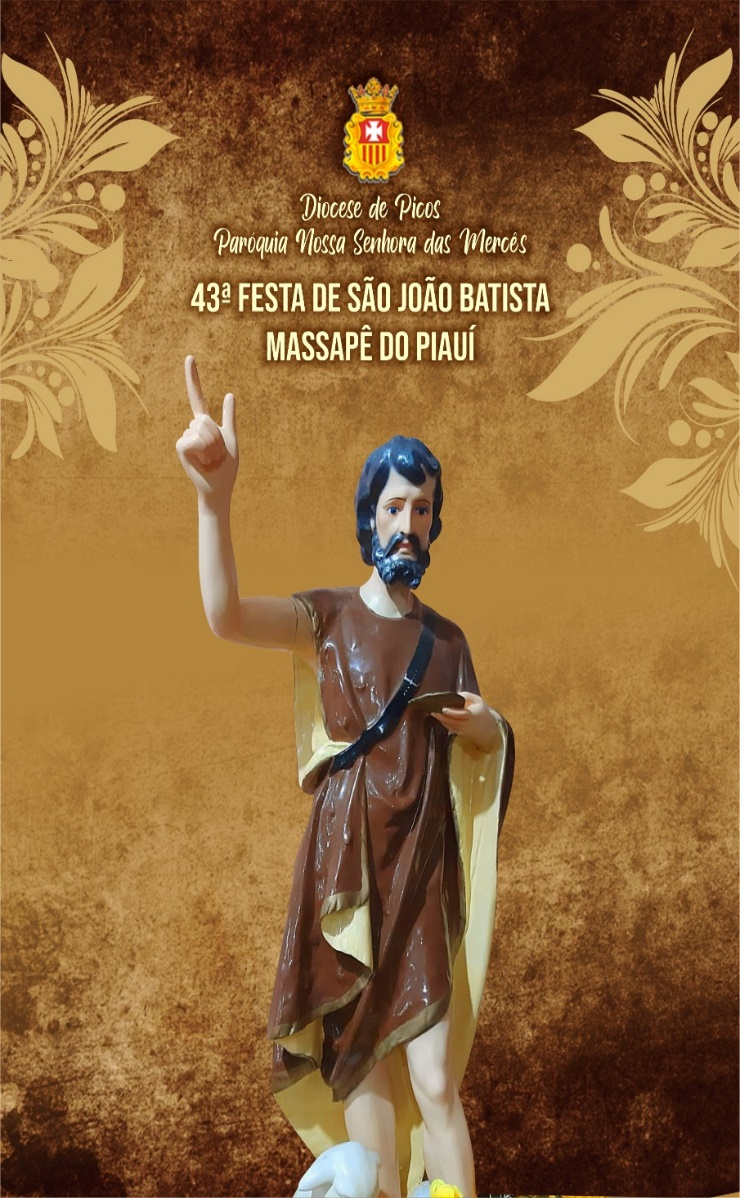 Diocese de Picos
Paróquia Nossa Senhora das Mercês
43ª FESTA DE SÃO JOÃO BATISTA
MASSAPÊ DO PIAUÍ